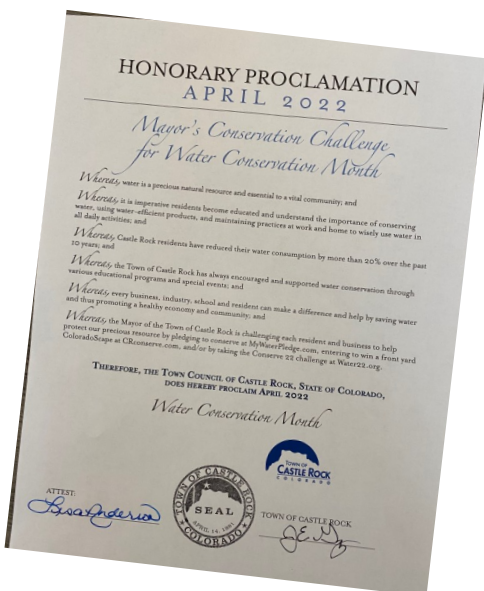 HONORARY PROCLAMATION
APRIL 2022
Mayor's Conservation Challenge
for Water Conservation Month
Whereas, water is a precious natural resource and essential to a vital community; and
Whereas, it is imperative residents become educated and understand the importance of conserving
water, using water-efficient products, and maintaining practices at work and home to wisely use water in
all daily activities; and
Whereas, Castle Rock residents have reduced their water consumption by more than 20% over the past
10 years; and
Whereas, the Town of Castle Rock has always encouraged and supported water conservation through
various educational programs and special events; and
Whereas, every business, industry, school and resident can make a difference and help by saving water
and thus promoting a healthy economy and community; and
Whereas, the Mayor of the Town of Castle Rock is challenging each resident and business to help
protect our precious resource by pledging to conserve at MyWaterPledge.com, entering to win a front yard
ColoradoScape at CRconserve.com, and/or by taking the Conserve 22 challenge at Water22.org.
THEREFORE, THE TOWN COUNCIL OF CASTLE ROCK, STATE OF COLORADO,
DOES HEREBY PROCLAIM APRIL 2022
Water Conservation Month
TOWN OF
CASTLE ROCK
COLORADO
ATTEST:
Lisa Anderson
TOWN OF CASTLE ROCK
SEAL
APRIL 14, 1881
COLORADO
TOWN OF CASTLE ROCK